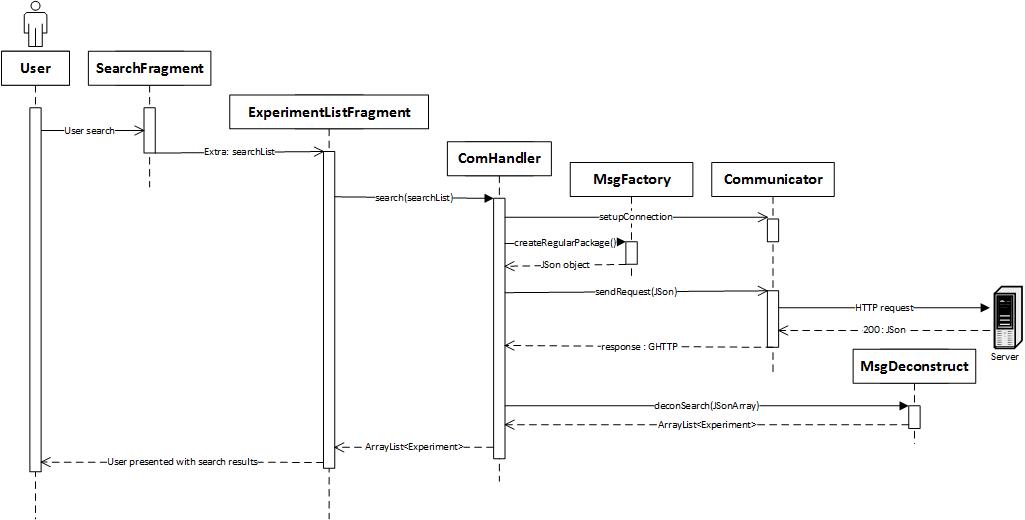 User
SearchFragment
ExperimentListFragment
User search
Extra: searchList
ComHandler
MsgFactory
Communicator
search(searchList)
setupConnection
createRegularPackage()
JSon object
sendRequest(JSon)
HTTP request
200 : JSon
response : GHTTP
Server
MsgDeconstruct
deconSearch(JSonArray)
ArrayList<Experiment>
ArrayList<Experiment>
User presented with search results